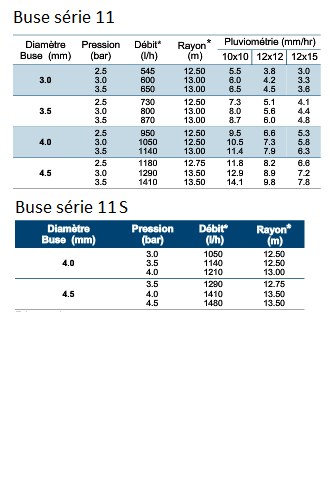 Buse série 11
Diamètre Buse (mm) Pression (bar) Débit* (l/h) Rayon* (m) Pluviométrie (mm/hr)
10x10 12x12 12x15
3.0
2.5 545 12.50 5.5 3.8 3.0
3.0 600 12.50 6.0 4.2 3.3
3.5 650 13.00 6.5 4.5 3.6
3.5
2.5 730 12.50 7.3 5.1 4.1
3.0 800 13.00 8.0 5.6 4.4
3.5 870 13.00 8.7 6.0 4.8
4.0
2.5 950 12.50 9.5 6.6 5.3
3.0 1050 12.50 10.5 7.3 5.8
3.5 1140 13.00 11.4 7.9 6.3
4.5
2.5 1180 12.75 11.8 8.2 6.6
3.0 1290 13.50 12.9 8.9 7.2
3.5 1410 13.50 14.1 9.8 7.8
Buse série 11S
Diamètre Buse (mm) Pression (bar) Débit* (l/h) Rayon* (m)
4.0
3.0 1050 12.50
3.5 1140 12.50
4.0 1210 13.00
4.5
3.5 1290 12.75
4.0 1410 13.50
4.5 1480 13.50